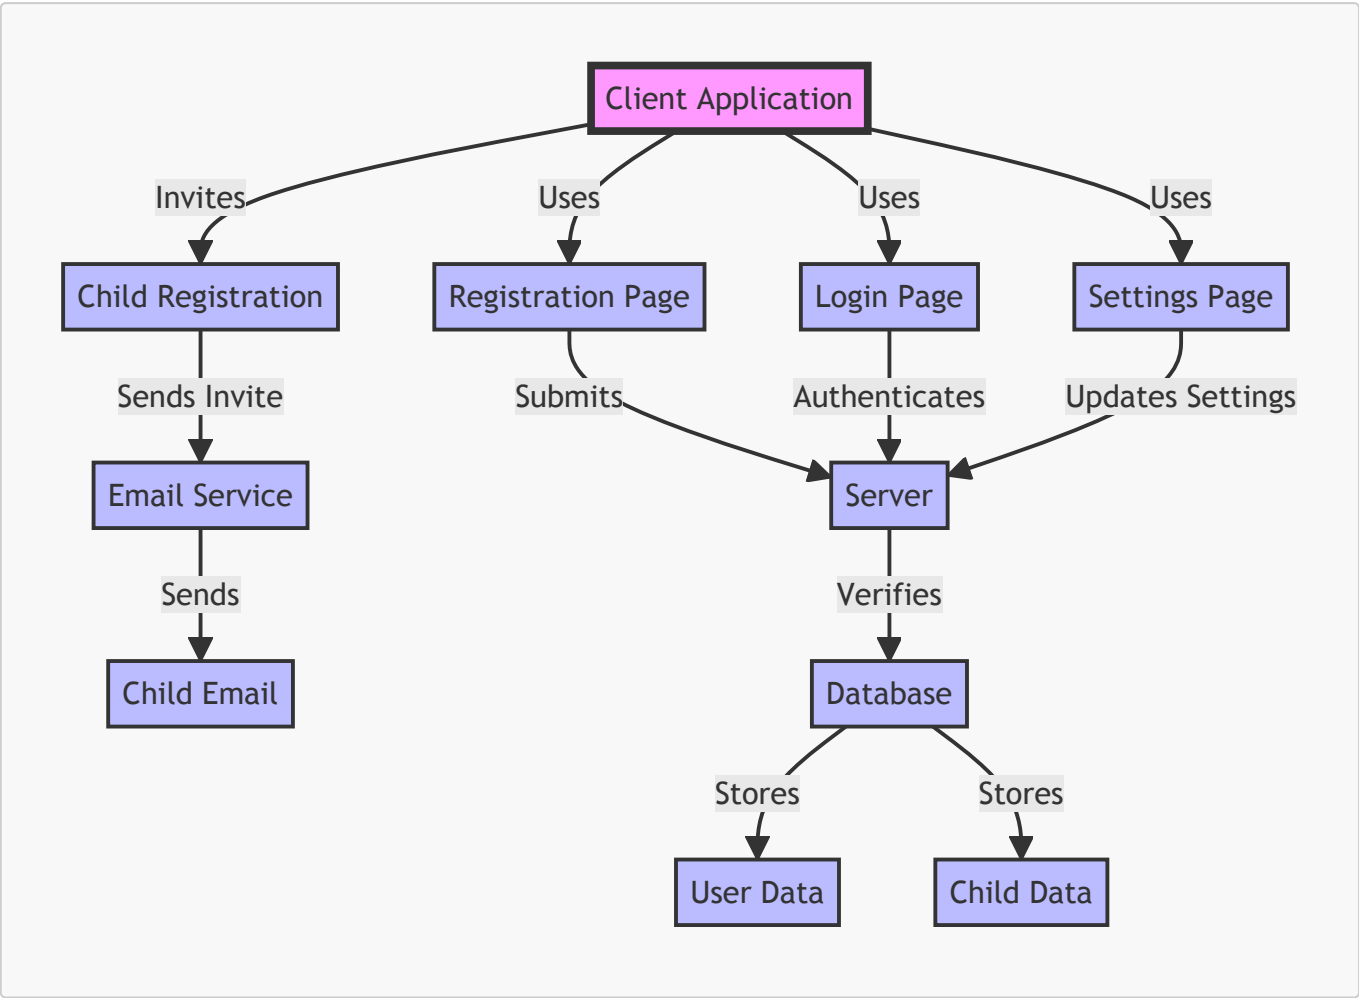 Client Application
Invites
Uses
Uses
Uses
Child Registration
Registration Page
Login Page
Settings Page
Sends Invite
Submits
Authenticates
Updates Settings
Email Service
Server
Sends
Verifies
Child Email
Database
Stores
Stores
User Data
Child Data